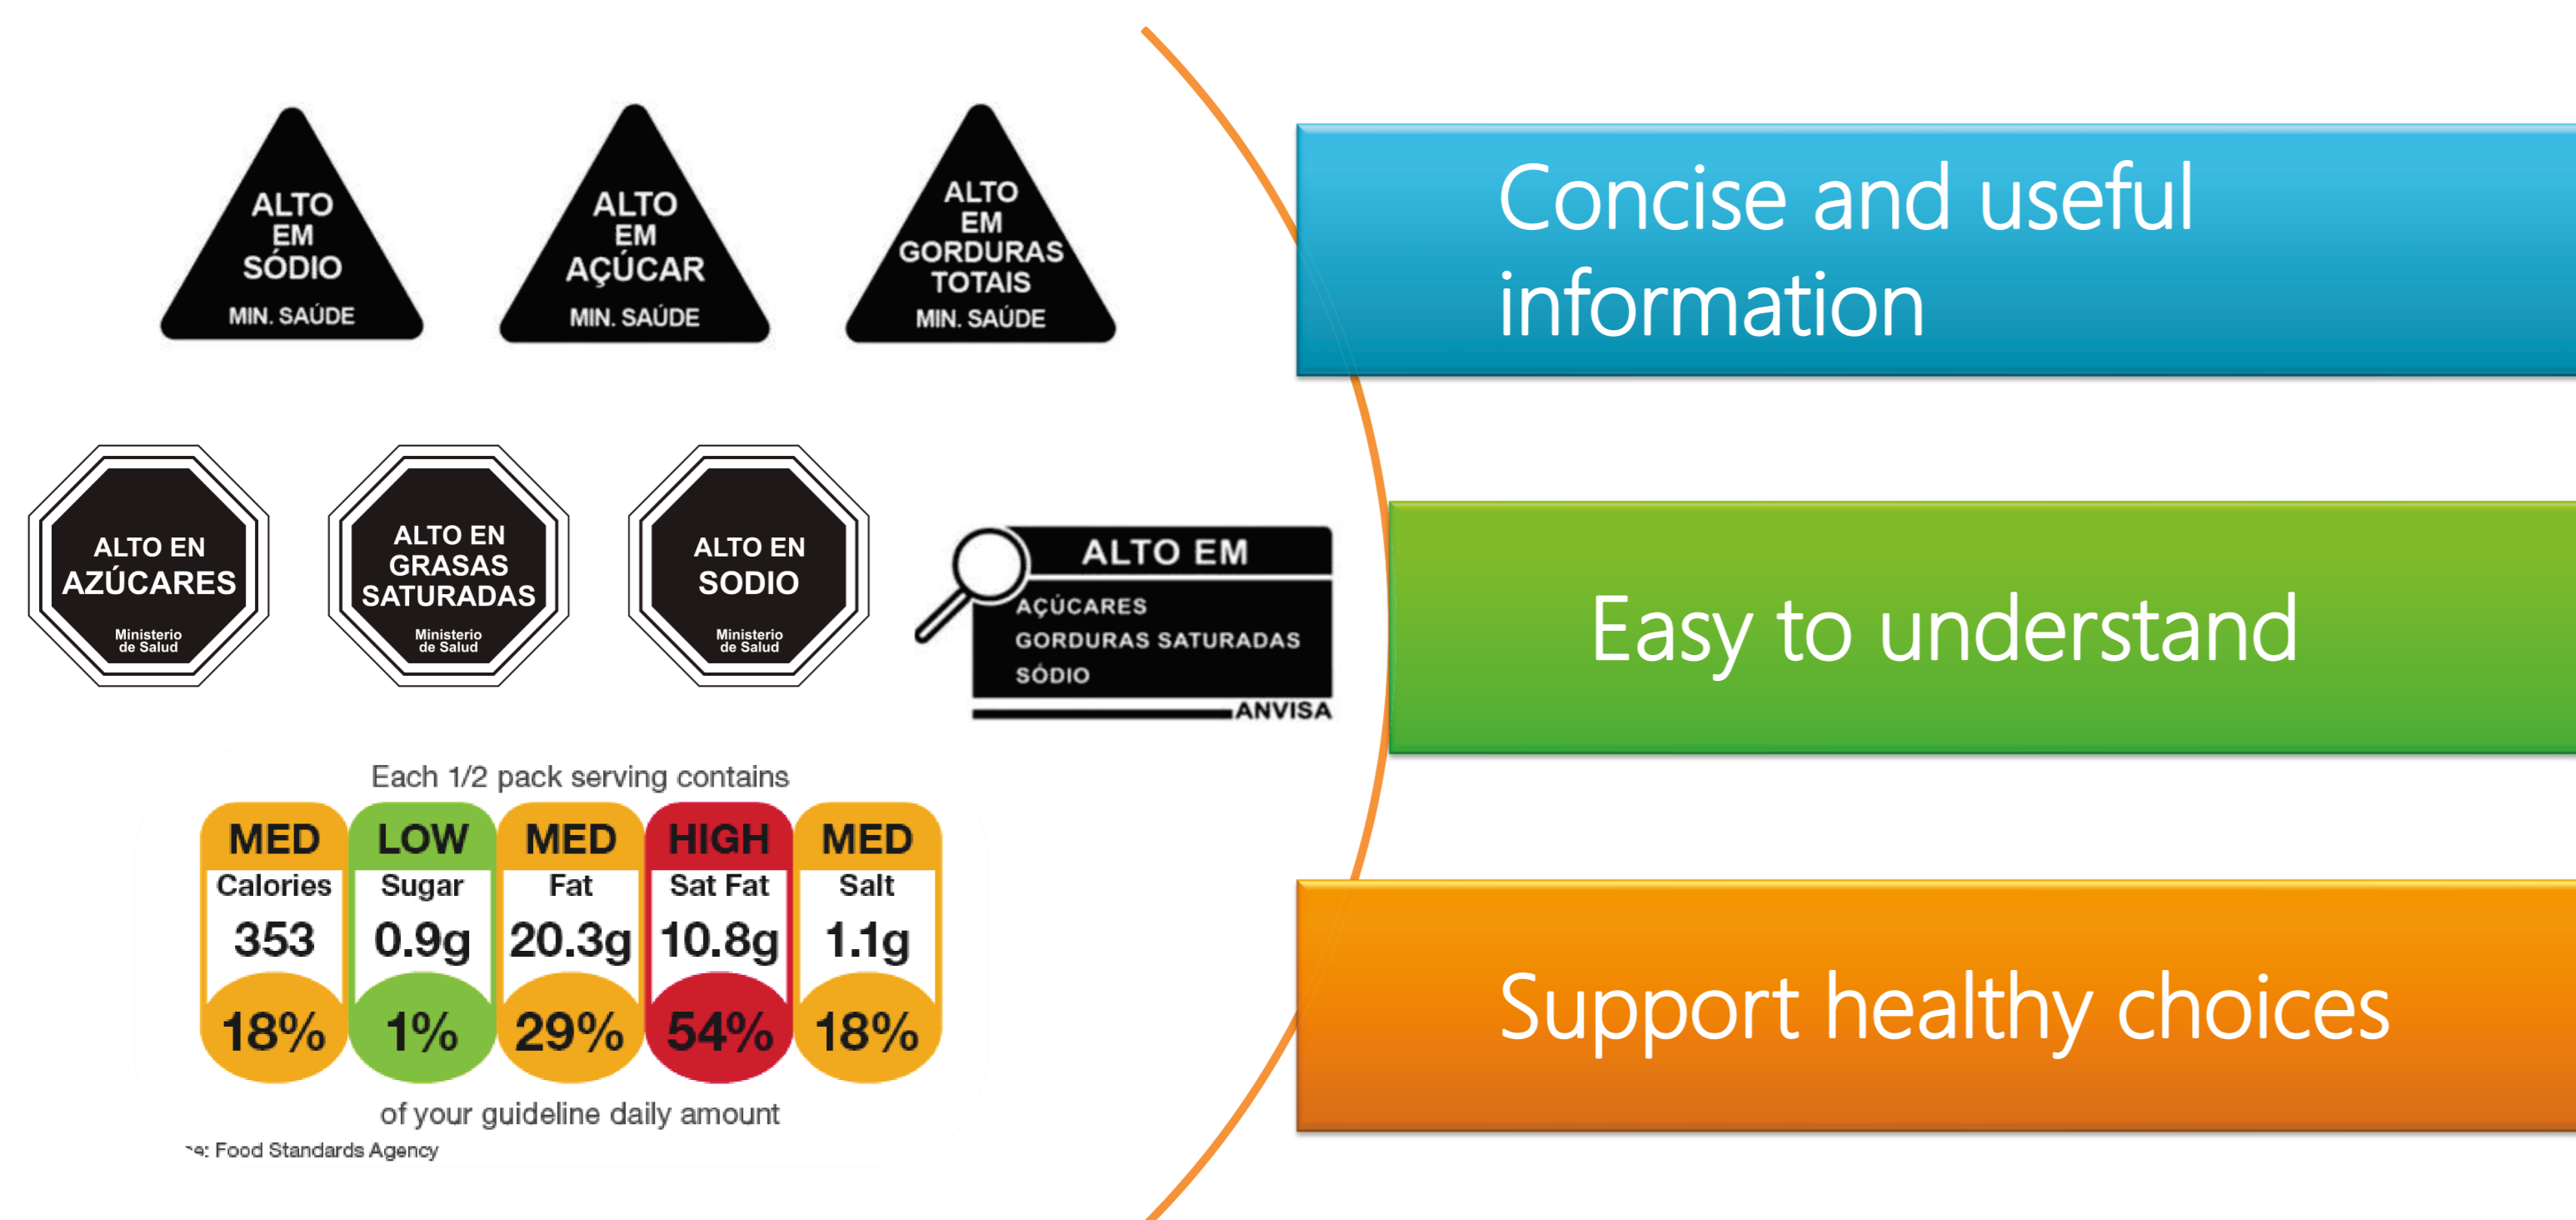 ALTO
EM
SÓDIO
MIN. SAÚDE
ALTO
EM
AÇÚCAR
MIN. SAÚDE
ALTO
EM
GORDURAS
TOTAIS
MIN. SAÚDE
Concise and useful
information
ALTO EN
AZÚCARES
Ministerio
de Salud
ALTO EN
GRASAS
SATURADAS
Ministerio
de Salud
ALTO EN
SODIO
Ministerio
de Salud
ALTO EM
AÇÚCARES
GORDURAS SATURADAS
SÓDIO
ANVISA
Easy to understand
Each 1/2 pack serving contains
MED LOW MED HIGH MED
Calories Sugar Fat Sat Fat Salt
353 0.9g 20.3g 10.8g 1.1g
18% 1% 29% 54% 18%
of your guideline daily amount
Food Standards Agency
Support healthy choices